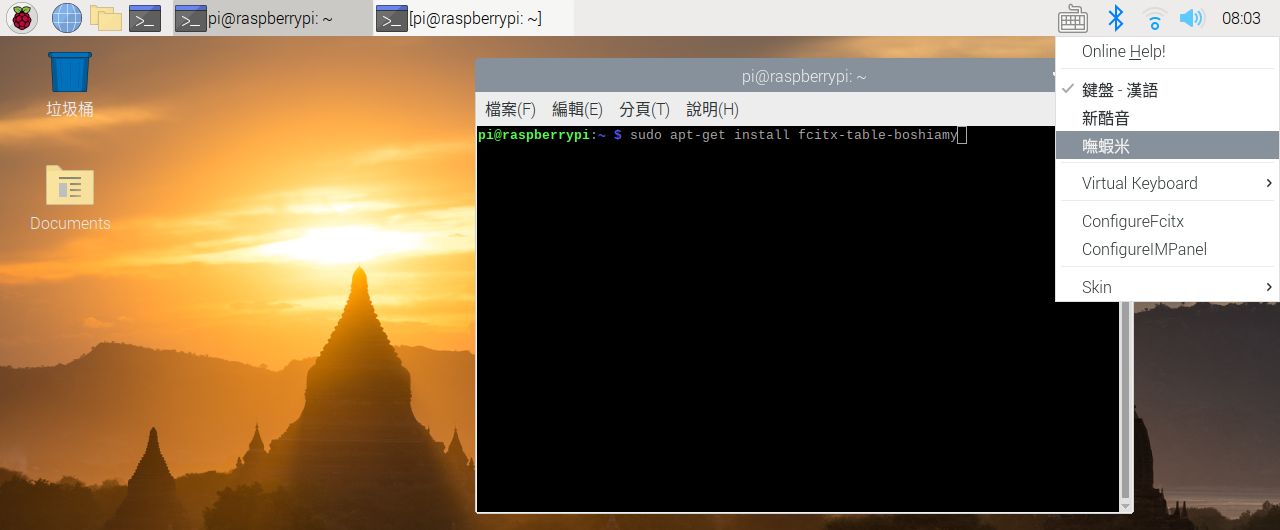 pi@raspberrypi: ~
[pi@raspberrypi: ~]
08:03
垃圾桶
Documents
pi@raspberrypi: ~
檔案(F) 編輯(E) 分頁(T) 說明(H)
pi@raspberrypi:~ $ sudo apt-get install fcitx-table-boshiamy
Online Help!
鍵盤 - 漢語
新酷音
嘸蝦米
Virtual Keyboard
ConfigureFcitx
ConfigureIMPanel
Skin